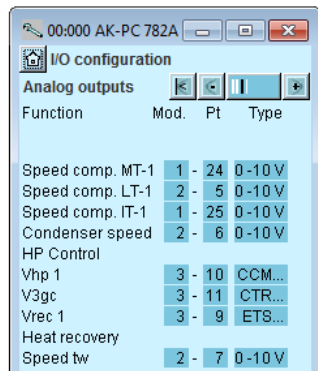 00:000 AK-PC 782A
I/O configuration
Analog outputs
Function Mod. Pt Type
Speed comp. MT-1 1 - 24 0-10 V
Speed comp. LT-1 2 - 5 0-10 V
Speed comp. IT-1 1 - 25 0-10 V
Condenser speed 2 - 6 0-10 V
HP Control
Vhp 1 3 - 10 CCM...
V3gc 3 - 11 CTR...
Vrec 1 3 - 9 ETS...
Heat recovery
Speed tw 2 - 7 0-10 V